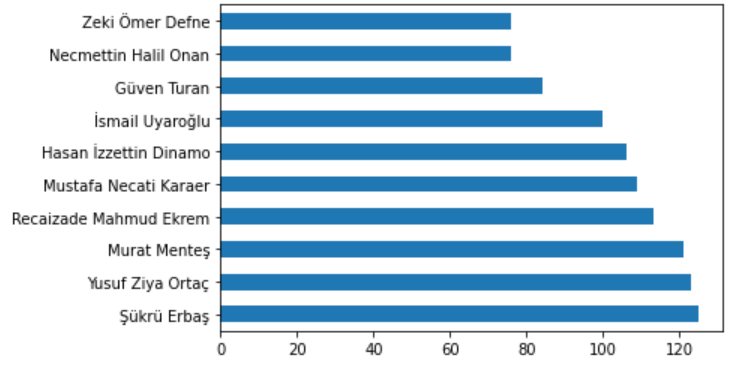 Zeki Ömer Defne
Necmettin Halil Onan
Güven Turan
İsmail Uyaroğlu
Hasan İzzettin Dinamo
Mustafa Necati Karaer
Recaizade Mahmud Ekrem
Murat Menteş
Yusuf Ziya Ortaç
Şükrü Erbaş
0 20 40 60 80 100 120